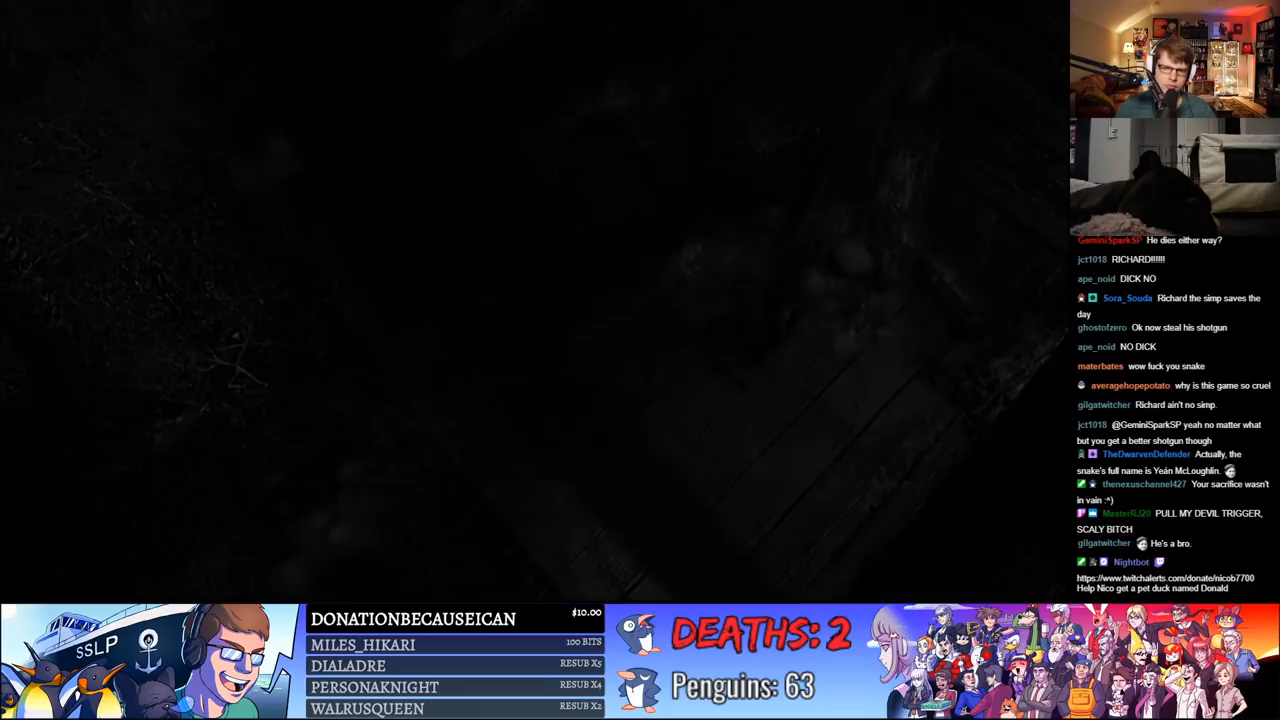 GeminiSparkSP He dies either way?
jct1018 RICHARD!!!!!!
ape_noid DICK NO
Sora_Souda Richard the simp saves the
day
ghostofzero Ok now steal his shotgun
ape_noid NO DICK
materbates wow fuck you snake
averagehopepotato why is this game so cruel
gilgatwitcher Richard ain't no simp.
jct1018 @GeminiSparkSP yeah no matter what
but you get a better shotgun though
TheDwarvenDefender Actually, the
snake's full name is Yeán McLoughlin.
thenexuschannel427 Your sacrifice wasn't
in vain :^)
MasterRJ20 PULL MY DEVIL TRIGGER,
SCALY BITCH
gilgatwitcher He's a bro.
Nightbot
https://www.twitchalerts.com/donate/nicob7700
Help Nico get a pet duck named Donald
SSLP
DONATIONBECAUSEICAN $10.00
MILES_HIKARI 100 BITS
DIALADRE RESUB X5
PERSONAKNIGHT RESUB X4
WALRUSQUEEN RESUB X2
DEATHS: 2
Penguins: 63